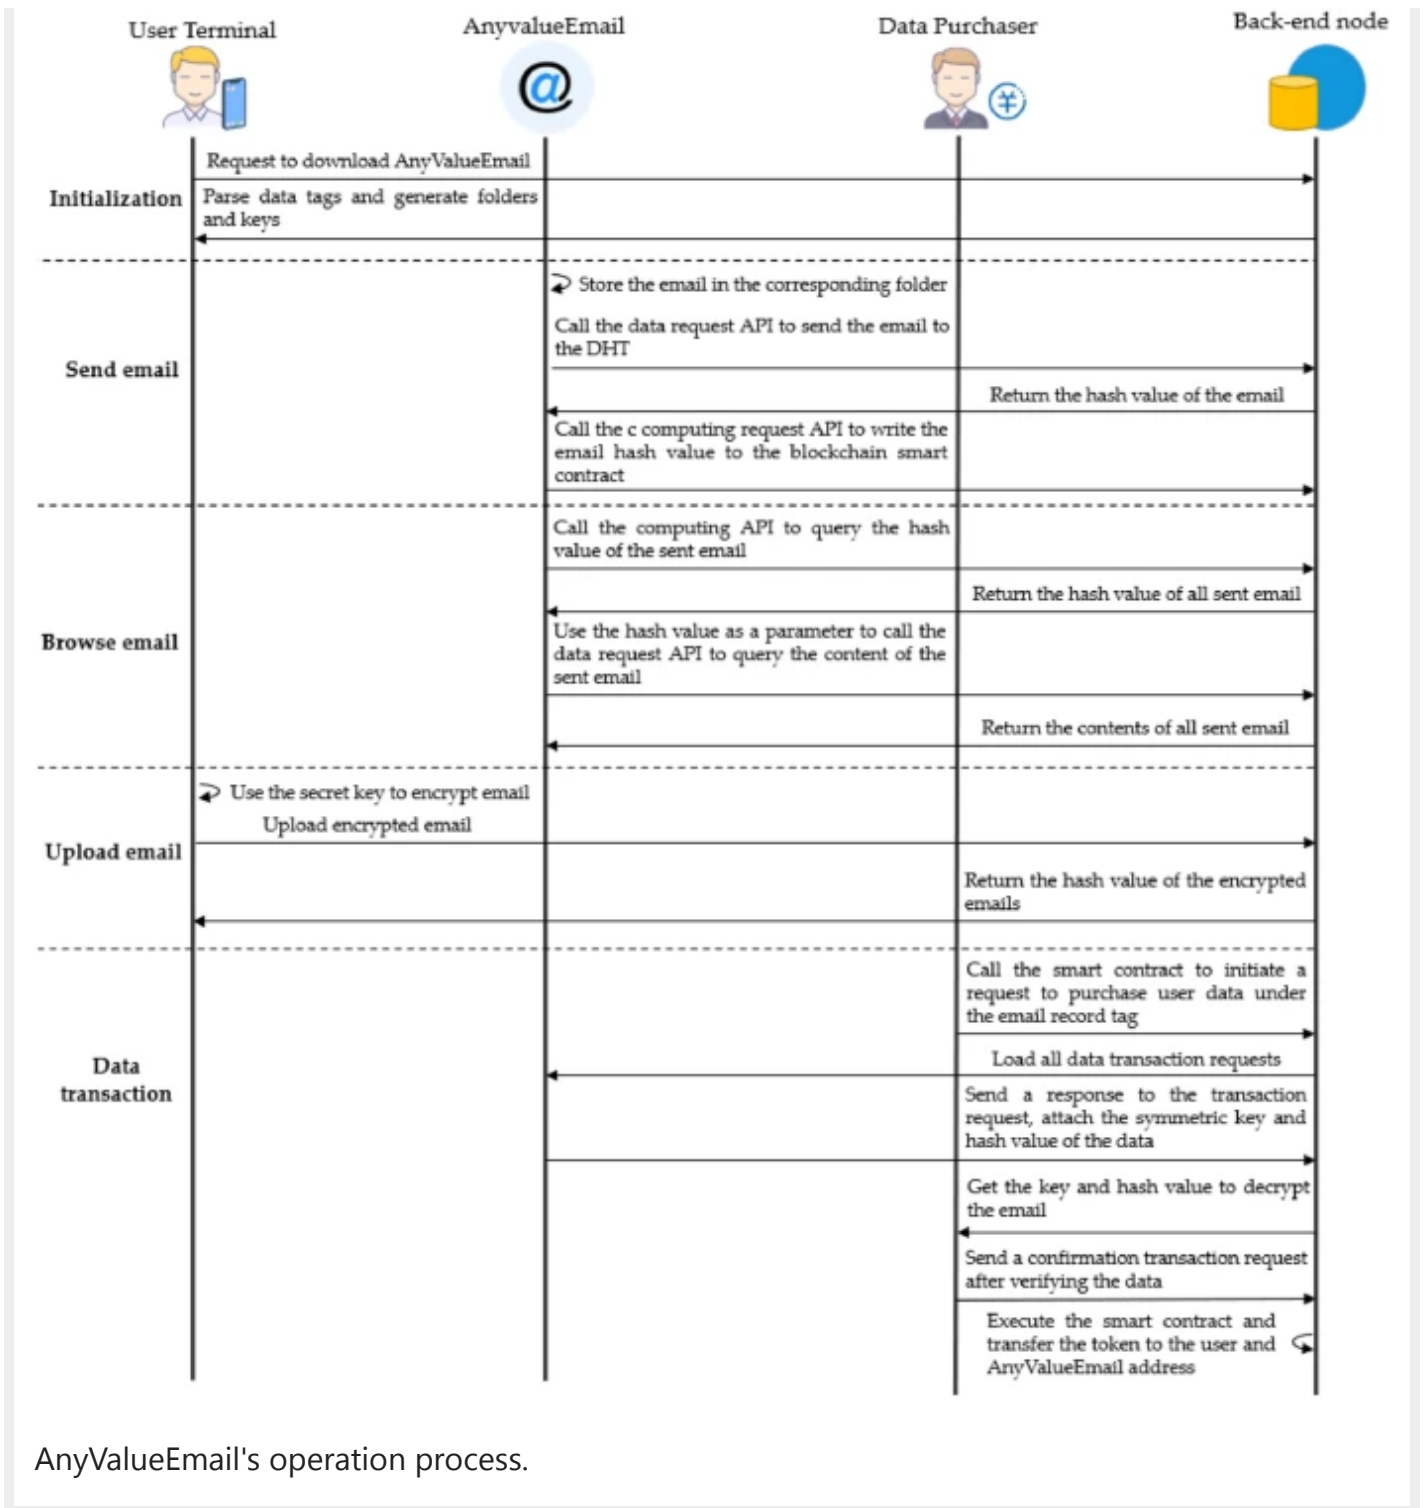 User Terminal
AnyvalueEmail
Data Purchaser
Back-end node
@
¥
Initialization
Request to download AnyValueEmail
Parse data tags and generate folders
and keys
Send email
Store the email in the corresponding folder
Call the data request API to send the email to
the DHT
Return the hash value of the email
Call the c computing request API to write the
email hash value to the blockchain smart
contract
Browse email
Call the computing API to query the hash
value of the sent email
Return the hash value of all sent email
Use the hash value as a parameter to call the
data request API to query the content of the
sent email
Return the contents of all sent email
Upload email
Use the secret key to encrypt email
Upload encrypted email
Return the hash value of the encrypted
emails
Data
transaction
Call the smart contract to initiate a
request to purchase user data under
the email record tag
Load all data transaction requests
Send a response to the transaction
request, attach the symmetric key and
hash value of the data
Get the key and hash value to decrypt
the email
Send a confirmation transaction request
after verifying the data
Execute the smart contract and
transfer the token to the user and
AnyValueEmail address
AnyValueEmail's operation process.